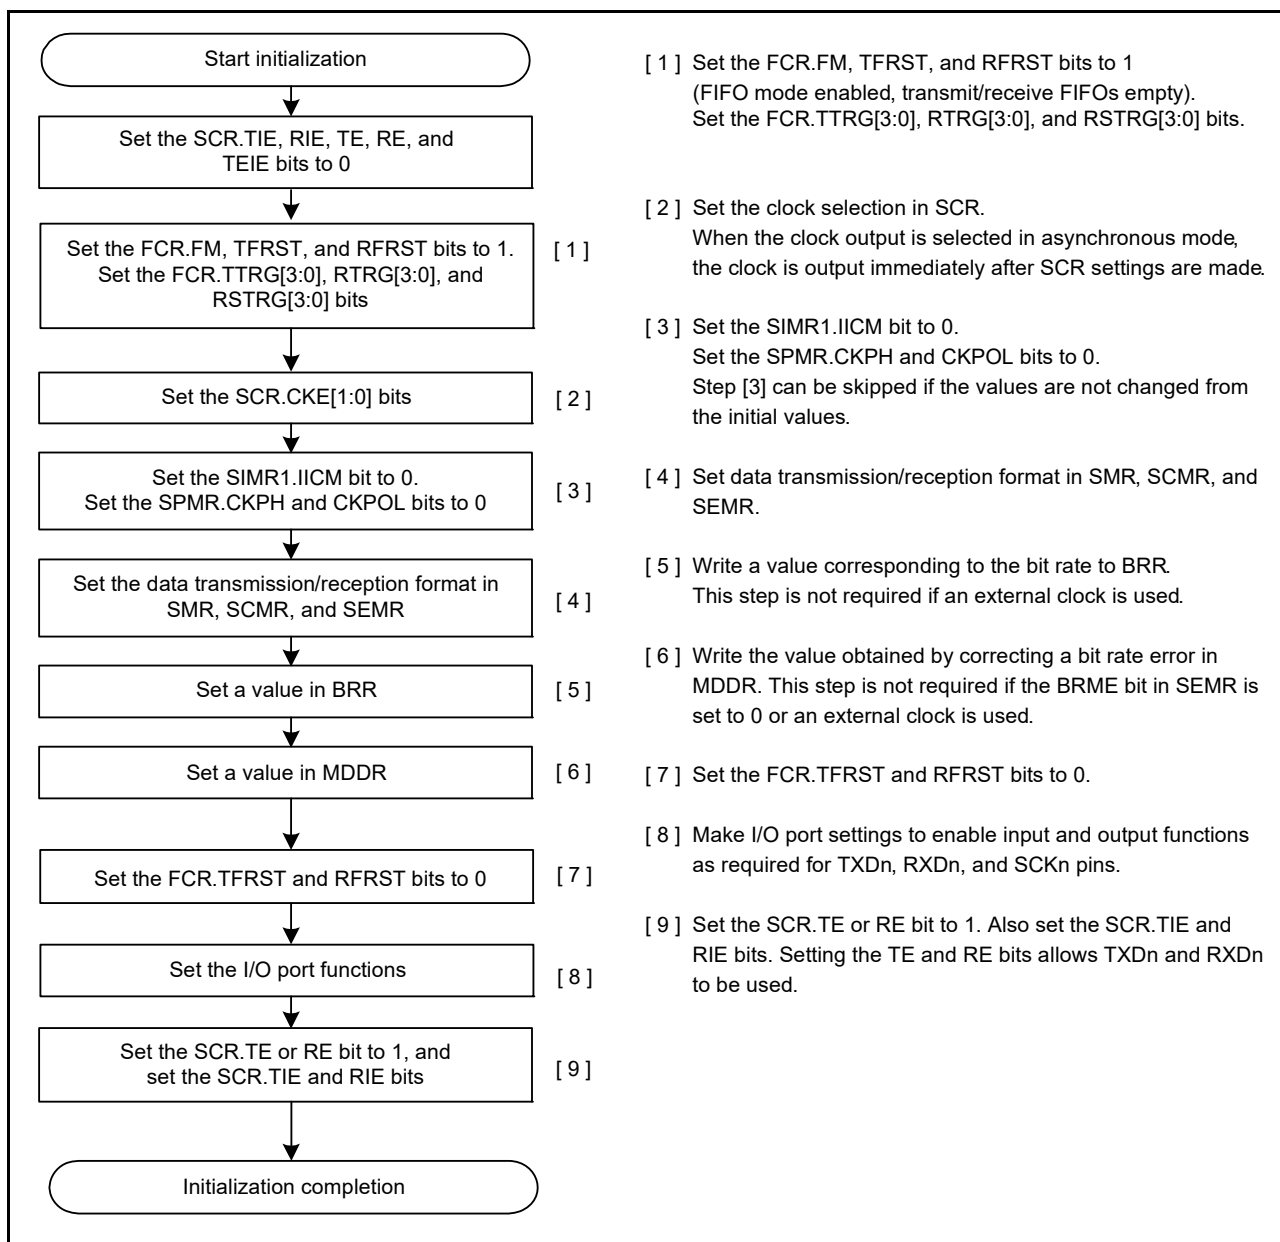 Start initialization
Set the SCR.TIE, RIE, TE, RE, and
TEIE bits to 0
Set the FCR.FM, TFRST, and RFRST bits to 1.
Set the FCR.TTRG[3:0], RTRG[3:0], and
RSTRG[3:0] bits
[ 1 ]
Set the SCR.CKE[1:0] bits
[ 2 ]
Set the SIMR1.IICM bit to 0.
Set the SPMR.CKPH and CKPOL bits to 0
[ 3 ]
Set the data transmission/reception format in
SMR, SCMR, and SEMR
[ 4 ]
Set a value in BRR
[ 5 ]
Set a value in MDDR
[ 6 ]
Set the FCR.TFRST and RFRST bits to 0
[ 7 ]
Set the I/O port functions
[ 8 ]
Set the SCR.TE or RE bit to 1, and
set the SCR.TIE and RIE bits
[ 9 ]
Initialization completion
[ 1 ] Set the FCR.FM, TFRST, and RFRST bits to 1
(FIFO mode enabled, transmit/receive FIFOs empty).
Set the FCR.TTRG[3:0], RTRG[3:0], and RSTRG[3:0] bits.
[ 2 ] Set the clock selection in SCR.
When the clock output is selected in asynchronous mode,
the clock is output immediately after SCR settings are made.
[ 3 ] Set the SIMR1.IICM bit to 0.
Set the SPMR.CKPH and CKPOL bits to 0.
Step [3] can be skipped if the values are not changed from
the initial values.
[ 4 ] Set data transmission/reception format in SMR, SCMR, and
SEMR.
[ 5 ] Write a value corresponding to the bit rate to BRR.
This step is not required if an external clock is used.
[ 6 ] Write the value obtained by correcting a bit rate error in
MDDR. This step is not required if the BRME bit in SEMR is
set to 0 or an external clock is used.
[ 7 ] Set the FCR.TFRST and RFRST bits to 0.
[ 8 ] Make I/O port settings to enable input and output functions
as required for TXDn, RXDn, and SCKn pins.
[ 9 ] Set the SCR.TE or RE bit to 1. Also set the SCR.TIE and
RIE bits. Setting the TE and RE bits allows TXDn and RXDn
to be used.